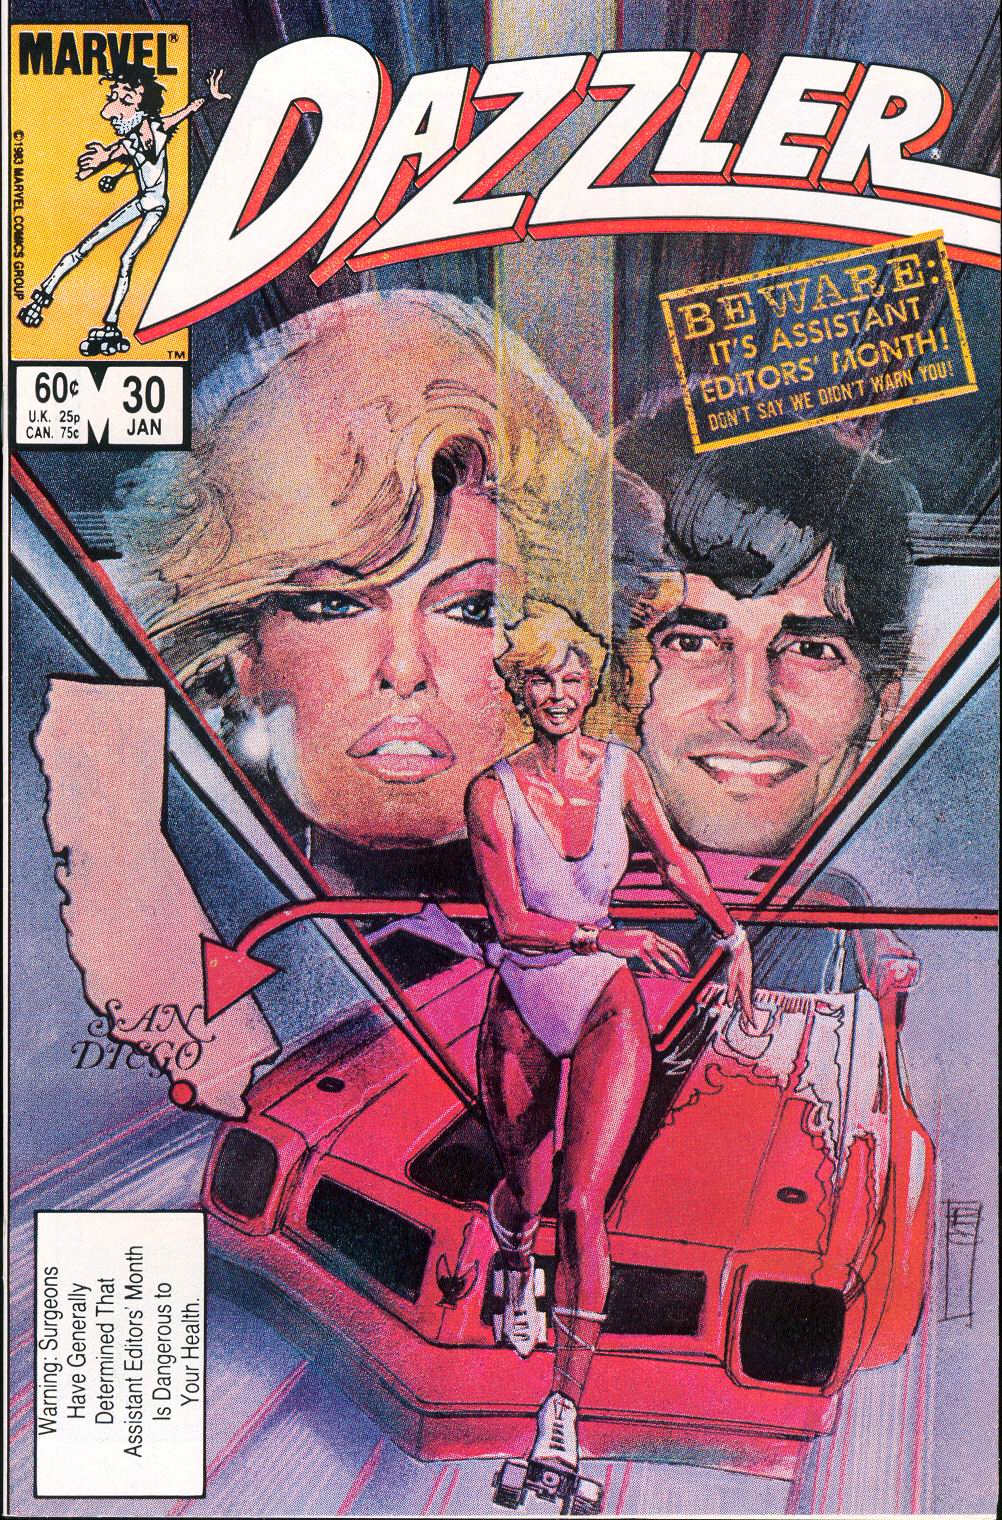 MARVEL®
©1983 MARVEL COMICS GROUP
TM
DAZZLER®
60¢
U.K. 25p
CAN. 75¢
M
30
JAN
BEWARE:
IT'S ASSISTANT
EDITORS' MONTH!
DON'T SAY WE DIDN'T WARN YOU!
SAN
DIEGO
Warning: Surgeons
Have Generally
Determined That
Assistant Editors' Month
Is Dangerous to
Your Health.